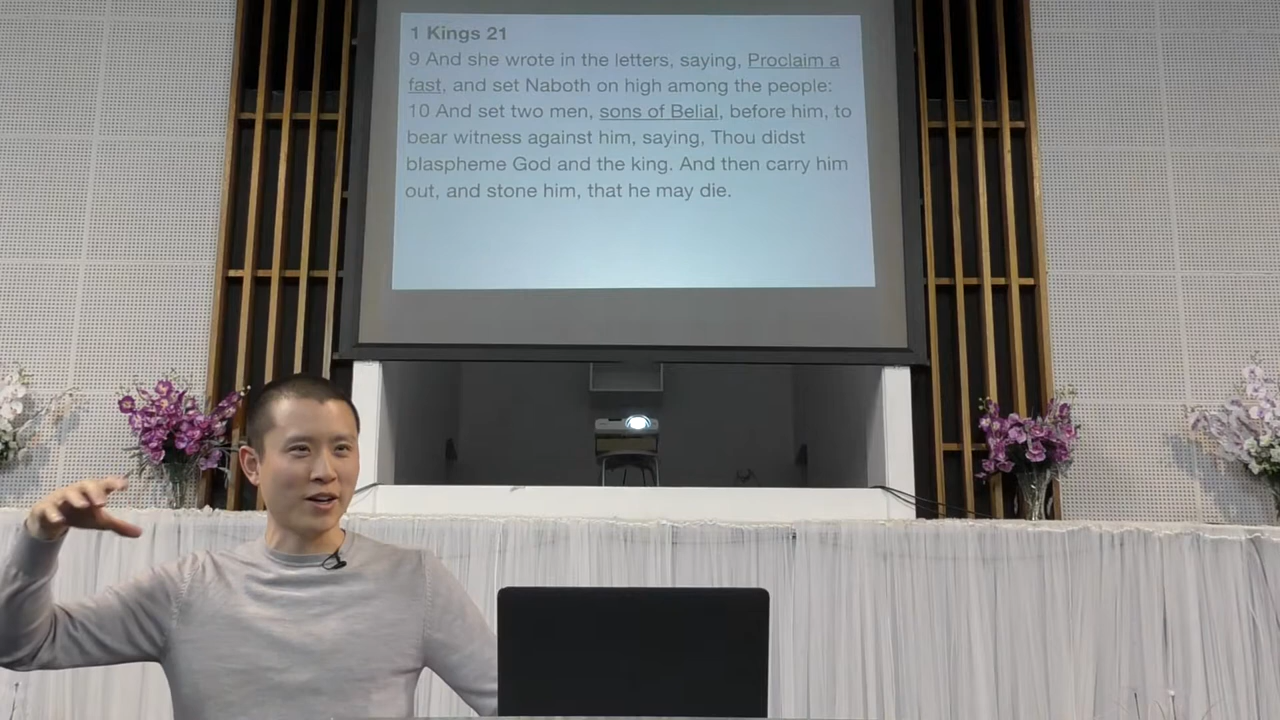 1 Kings 21
9 And she wrote in the letters, saying, Proclaim a
fast, and set Naboth on high among the people:
10 And set two men, sons of Belial, before him, to
bear witness against him, saying, Thou didst
blaspheme God and the king. And then carry him
out, and stone him, that he may die.